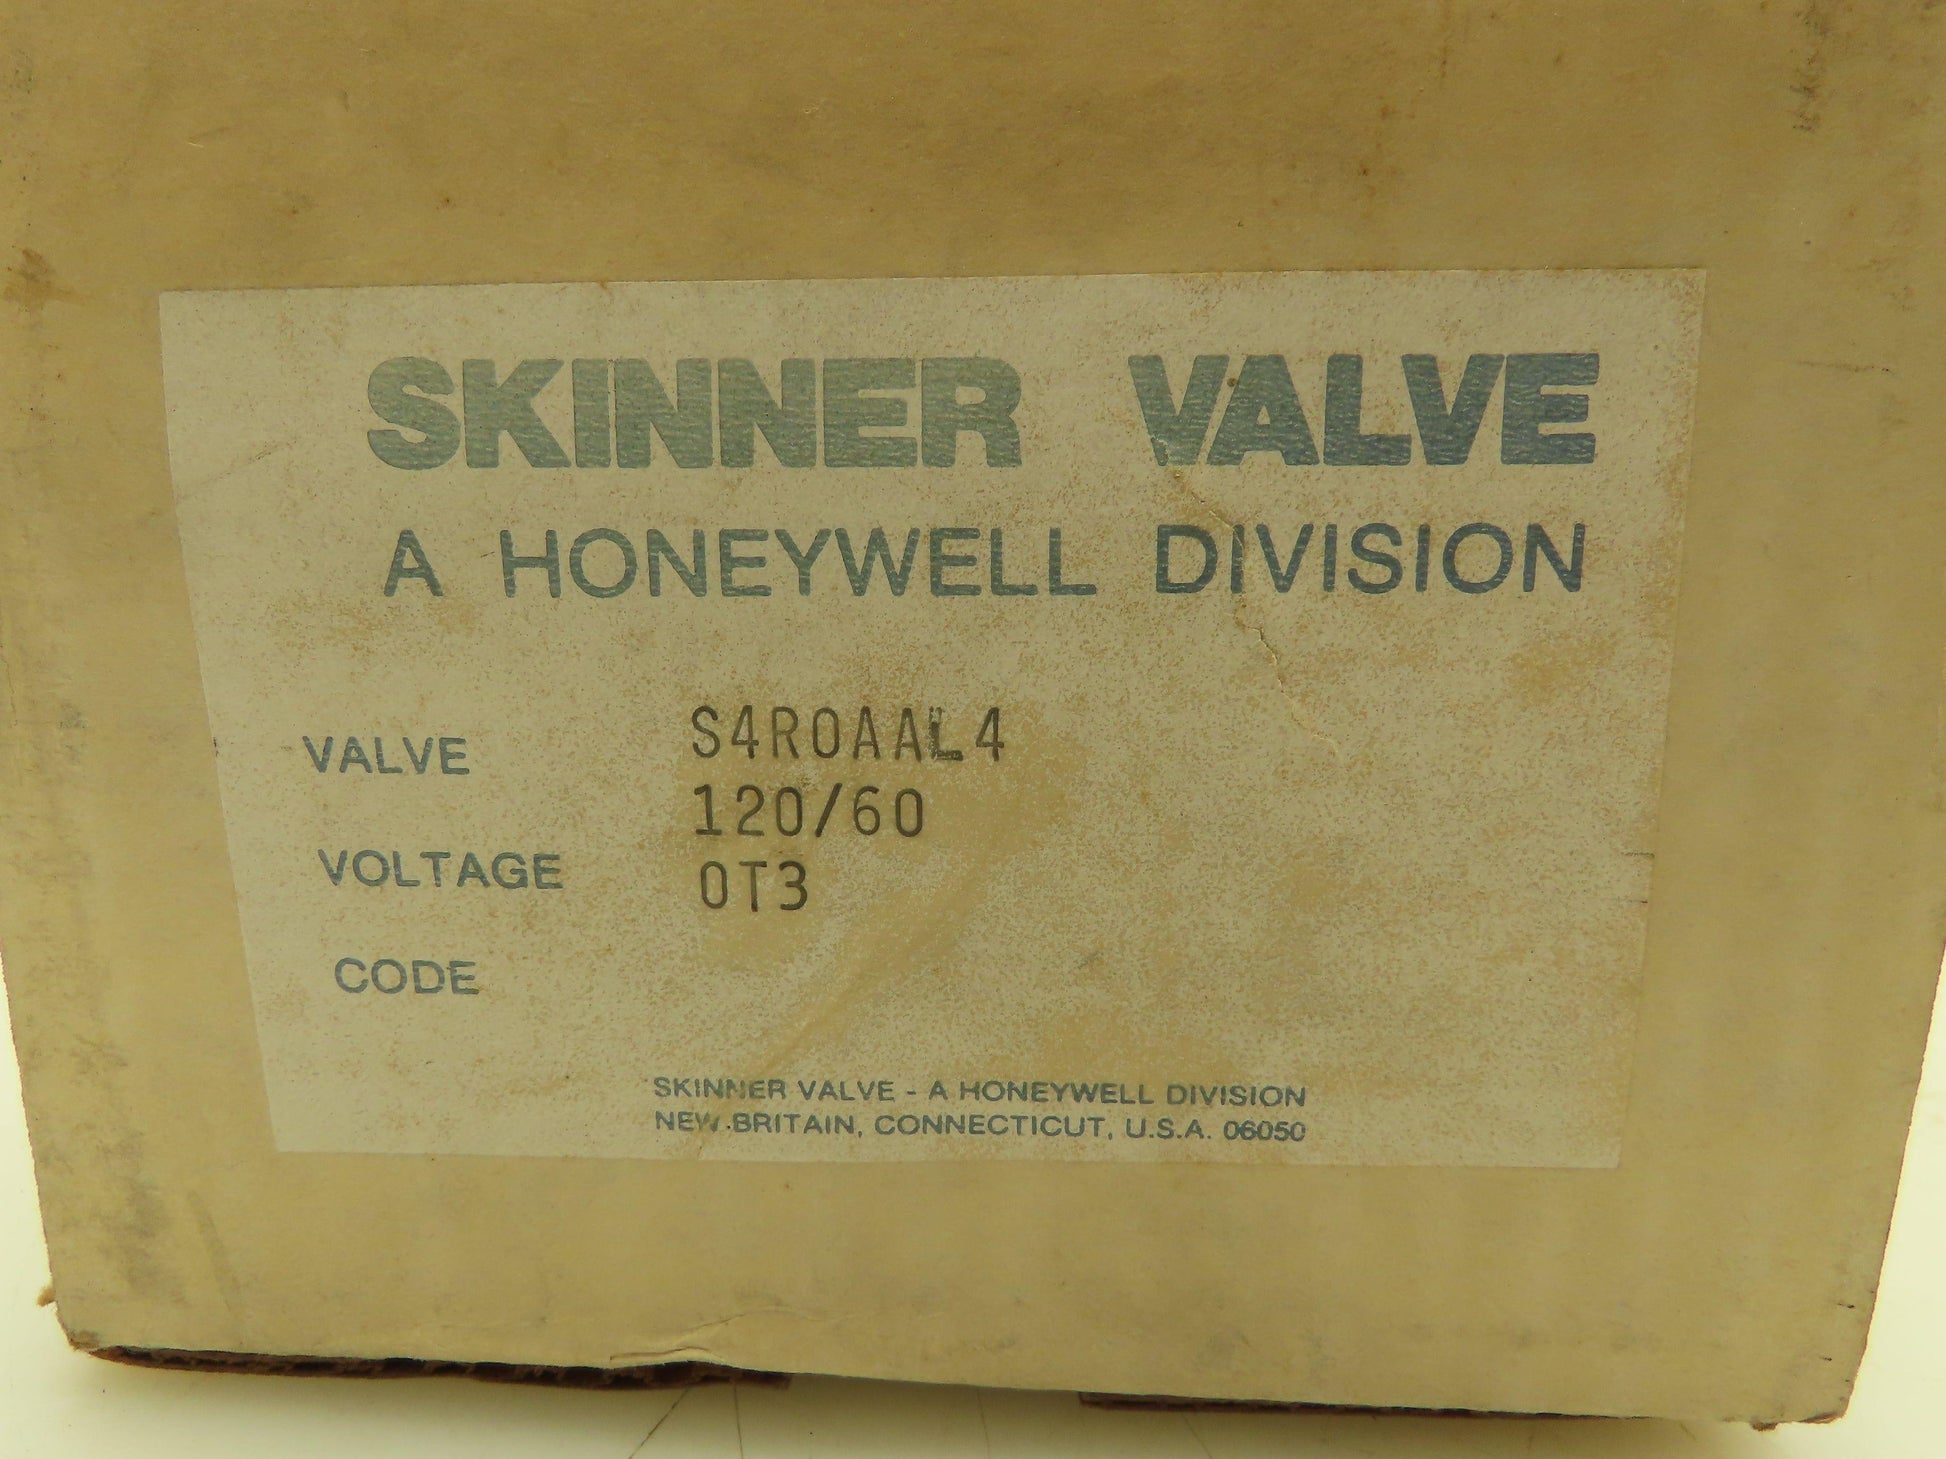 SKINNER VALVE
A HONEYWELL DIVISION
VALVE S4R0AAL4
120/60
VOLTAGE 0T3
CODE
SKINNER VALVE - A HONEYWELL DIVISION
NEW BRITAIN, CONNECTICUT, U.S.A. 06050